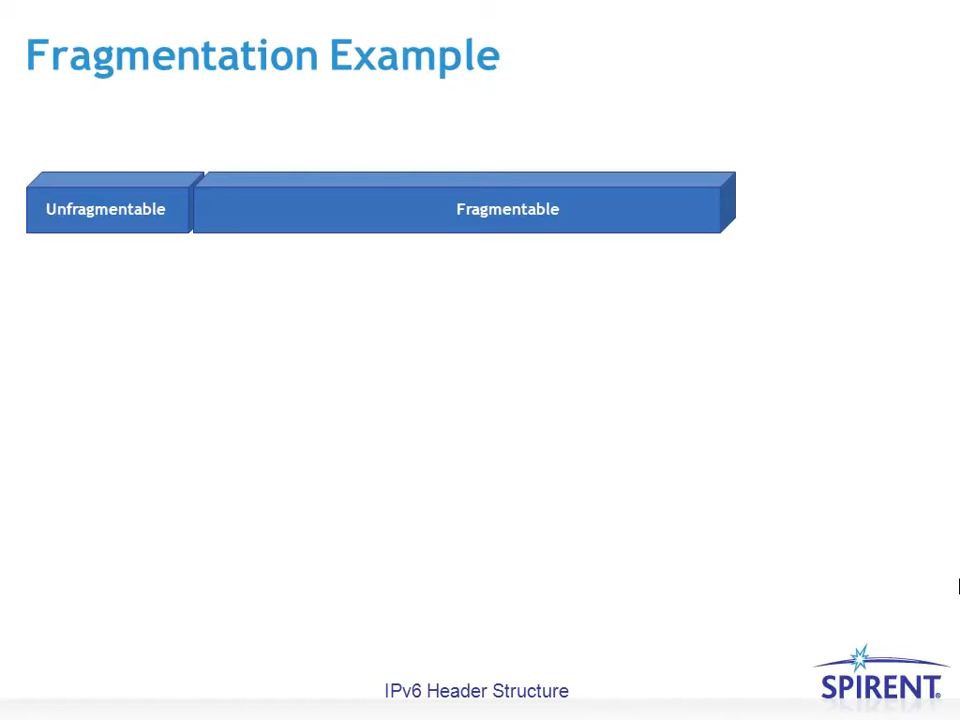 Fragmentation Example
Unfragmentable
Fragmentable
IPv6 Header Structure
SPIRENT®